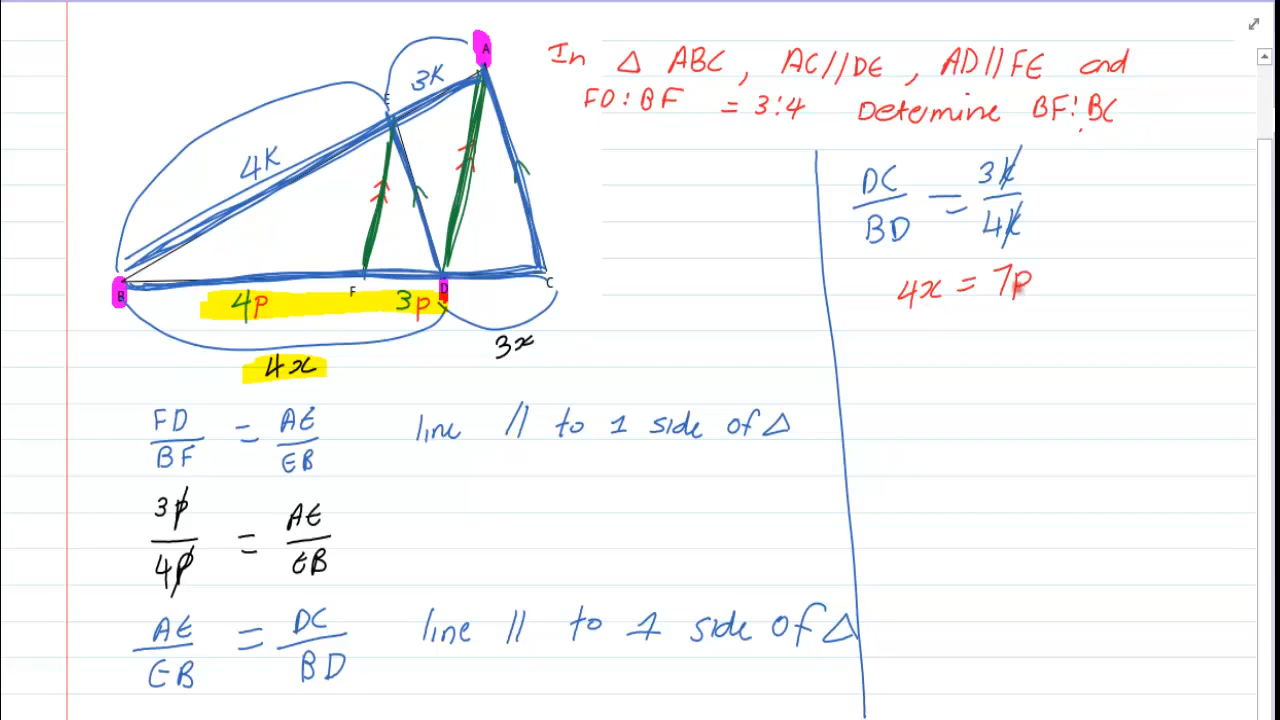 In △ ABC, AC//DE, AD//FE and
FD:BF = 3:4 Determine BF:BC
A
3K
E
4K
B
F
D
C
4p
3p
4x
3x
FD/BF = AE/EB line // to 1 side of △
3p/4p = AE/EB
AE/EB = DC/BD line // to 1 side of △
DC/BD = 3k/4k
4x = 7p